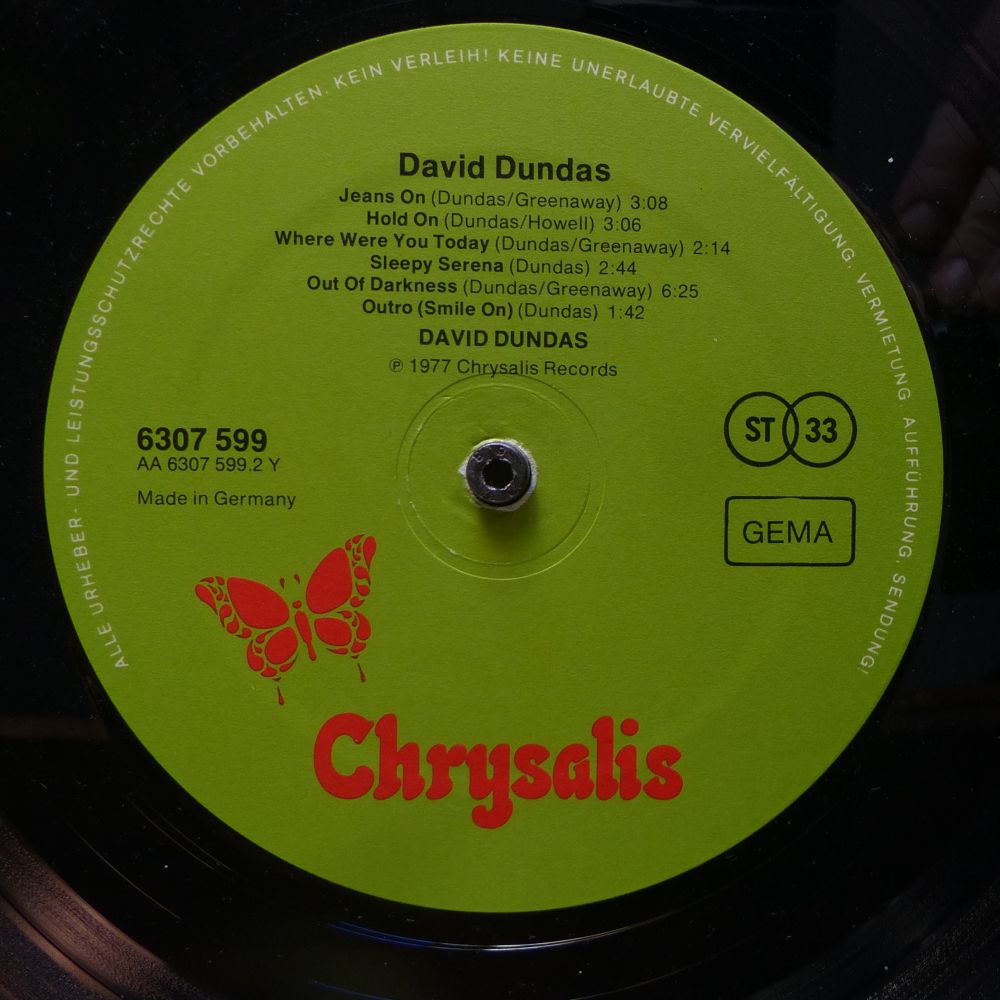 ALLE URHEBER- UND LEISTUNGSSCHUTZRECHTE VORBEHALTEN. KEIN VERLEIH! KEINE UNERLAUBTE VERVIELFÄLTIGUNG, VERMIETUNG, AUFFÜHRUNG, SENDUNG!
David Dundas
Jeans On (Dundas/Greenaway) 3:08
Hold On (Dundas/Howell) 3:06
Where Were You Today (Dundas/Greenaway) 2:14
Sleepy Serena (Dundas) 2:44
Out Of Darkness (Dundas/Greenaway) 6:25
Outro (Smile On) (Dundas) 1:42
DAVID DUNDAS
℗ 1977 Chrysalis Records
6307 599
AA 6307 599.2 Y
Made in Germany
ST 33
GEMA
Chrysalis